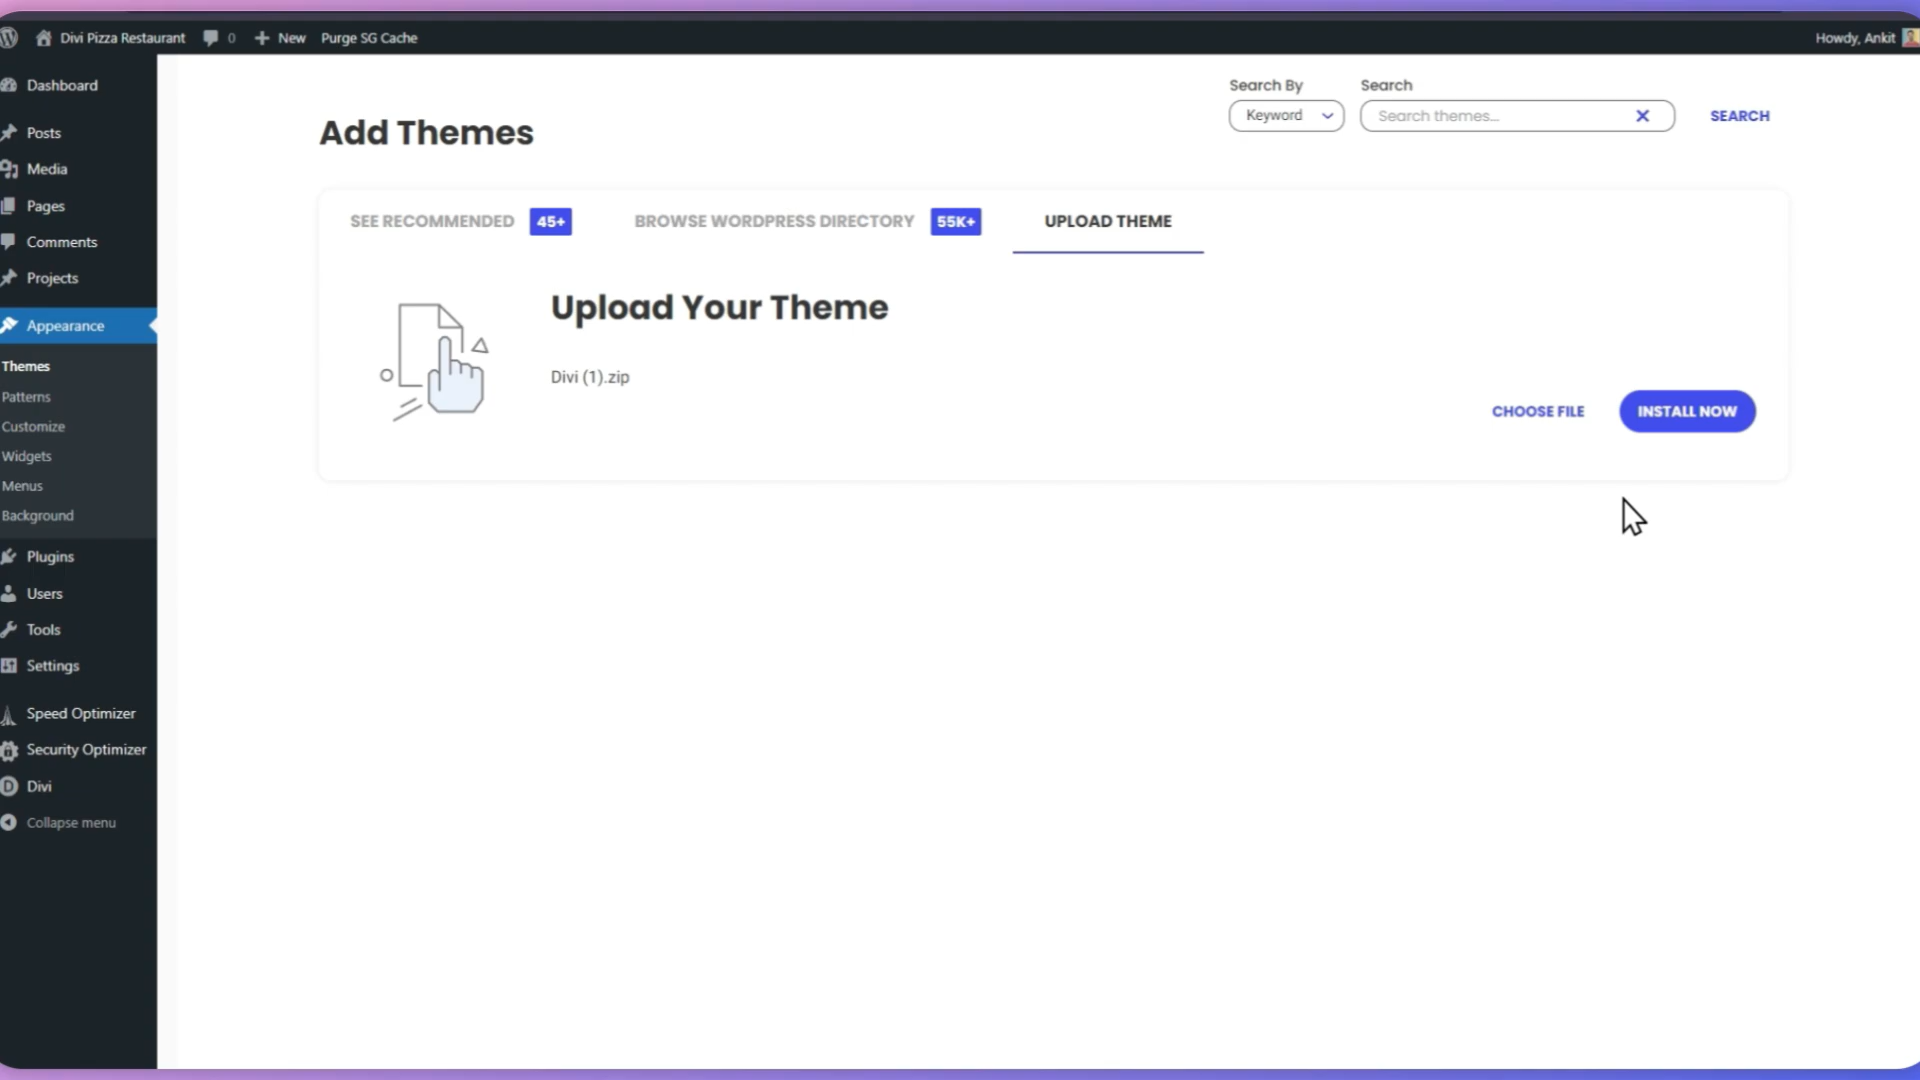 Divi Pizza Restaurant 0 New Purge SG Cache Howdy, Ankit
Dashboard
Posts
Media
Pages
Comments
Projects
Appearance
Themes
Patterns
Customize
Widgets
Menus
Background
Plugins
Users
Tools
Settings
Speed Optimizer
Security Optimizer
Divi
Collapse menu
Add Themes
Search By
Keyword
Search
Search themes...
SEARCH
SEE RECOMMENDED 45+ BROWSE WORDPRESS DIRECTORY 55K+ UPLOAD THEME
Upload Your Theme
Divi (1).zip
CHOOSE FILE INSTALL NOW